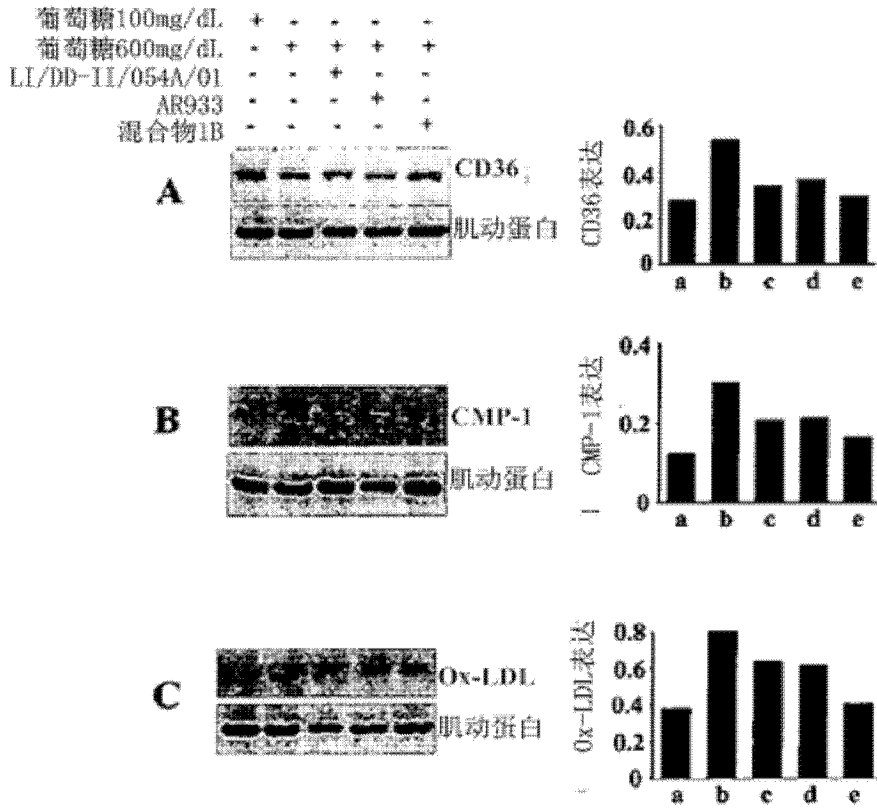 葡萄糖100mg/dL + - - - -
葡萄糖600mg/dL - + + + +
LI/DD-II/054A/01 - - + - -
AR933 - - - + -
混合物1B - - - - +
A
CD36
肌动蛋白
CD36表达
0.6
0.4
0.2
0
a b c d e
B
CMP-1
肌动蛋白
CMP-1表达
0.4
0.2
0
a b c d e
C
Ox-LDL
肌动蛋白
Ox-LDL表达
0.8
0.6
0.4
0.2
0
a b c d e